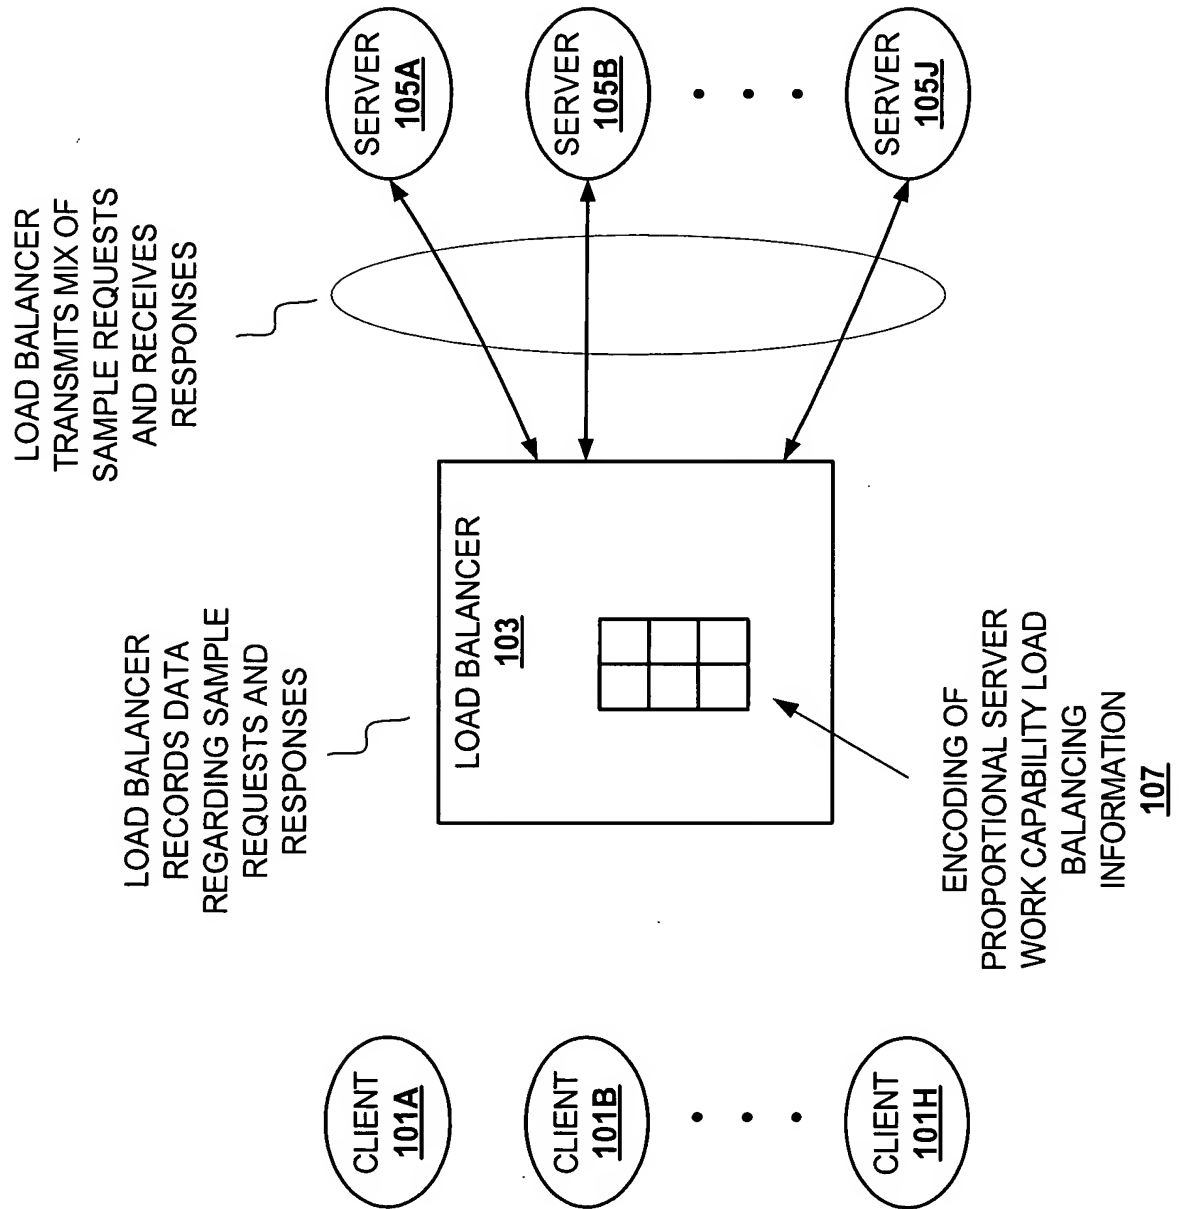 LOAD BALANCER
TRANSMITS MIX OF
SAMPLE REQUESTS
AND RECEIVES
RESPONSES
LOAD BALANCER
RECORDS DATA
REGARDING SAMPLE
REQUESTS AND
RESPONSES
CLIENT
101A
CLIENT
101B
CLIENT
101H
LOAD BALANCER
103
SERVER
105A
SERVER
105B
SERVER
105J
ENCODING OF
PROPORTIONAL SERVER
WORK CAPABILITY LOAD
BALANCING
INFORMATION
107